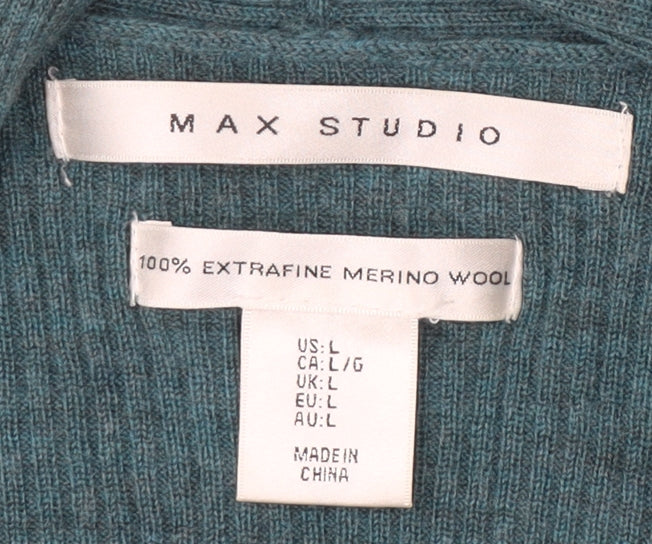 MAX STUDIO
100% EXTRAFINE MERINO WOOL
US:L
CA:L/G
UK:L
EU:L
AU:L
MADE IN
CHINA